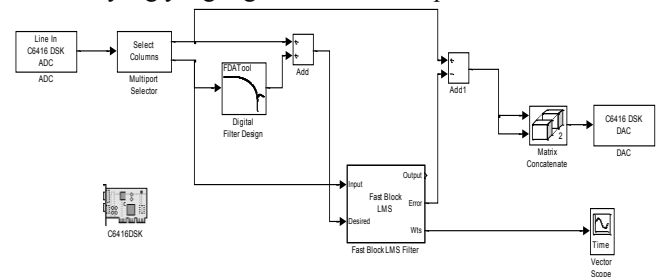 Line In
C6416 DSK
ADC
ADC
Select
Columns
Multiport
Selector
FDATool
Digital
Filter Design
+
+
Add
+
−
Add1
2
Matrix
Concatenate
C6416 DSK
DAC
DAC
C6416DSK
Input
Desired
Fast Block
LMS
Output
Error
Wts
Fast Block LMS Filter
Time
Vector
Scope